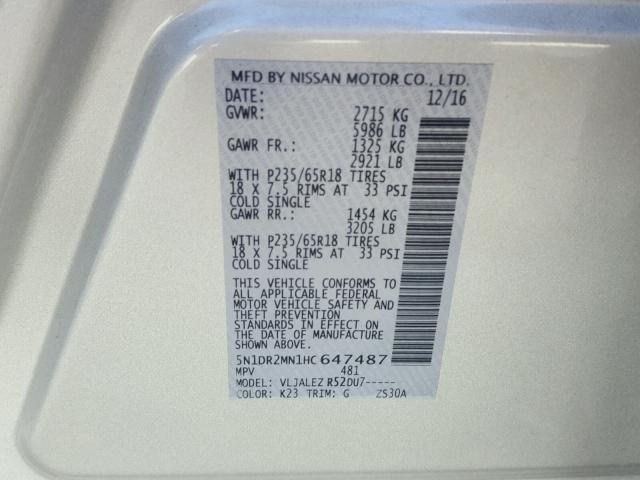 MFD BY NISSAN MOTOR CO., LTD.
DATE: 12/16
GVWR: 2715 KG
5986 LB
GAWR FR.: 1325 KG
2921 LB
WITH P235/65R18 TIRES
18 X 7.5 RIMS AT 33 PSI
COLD SINGLE
GAWR RR.: 1454 KG
3205 LB
WITH P235/65R18 TIRES
18 X 7.5 RIMS AT 33 PSI
COLD SINGLE
THIS VEHICLE CONFORMS TO
ALL APPLICABLE FEDERAL
MOTOR VEHICLE SAFETY AND
THEFT PREVENTION
STANDARDS IN EFFECT ON
THE DATE OF MANUFACTURE
SHOWN ABOVE.
5N1DR2MN1HC647487
MPV 481
MODEL: VLJALEZ R52DU7-----
COLOR: K23 TRIM: G ZS30A